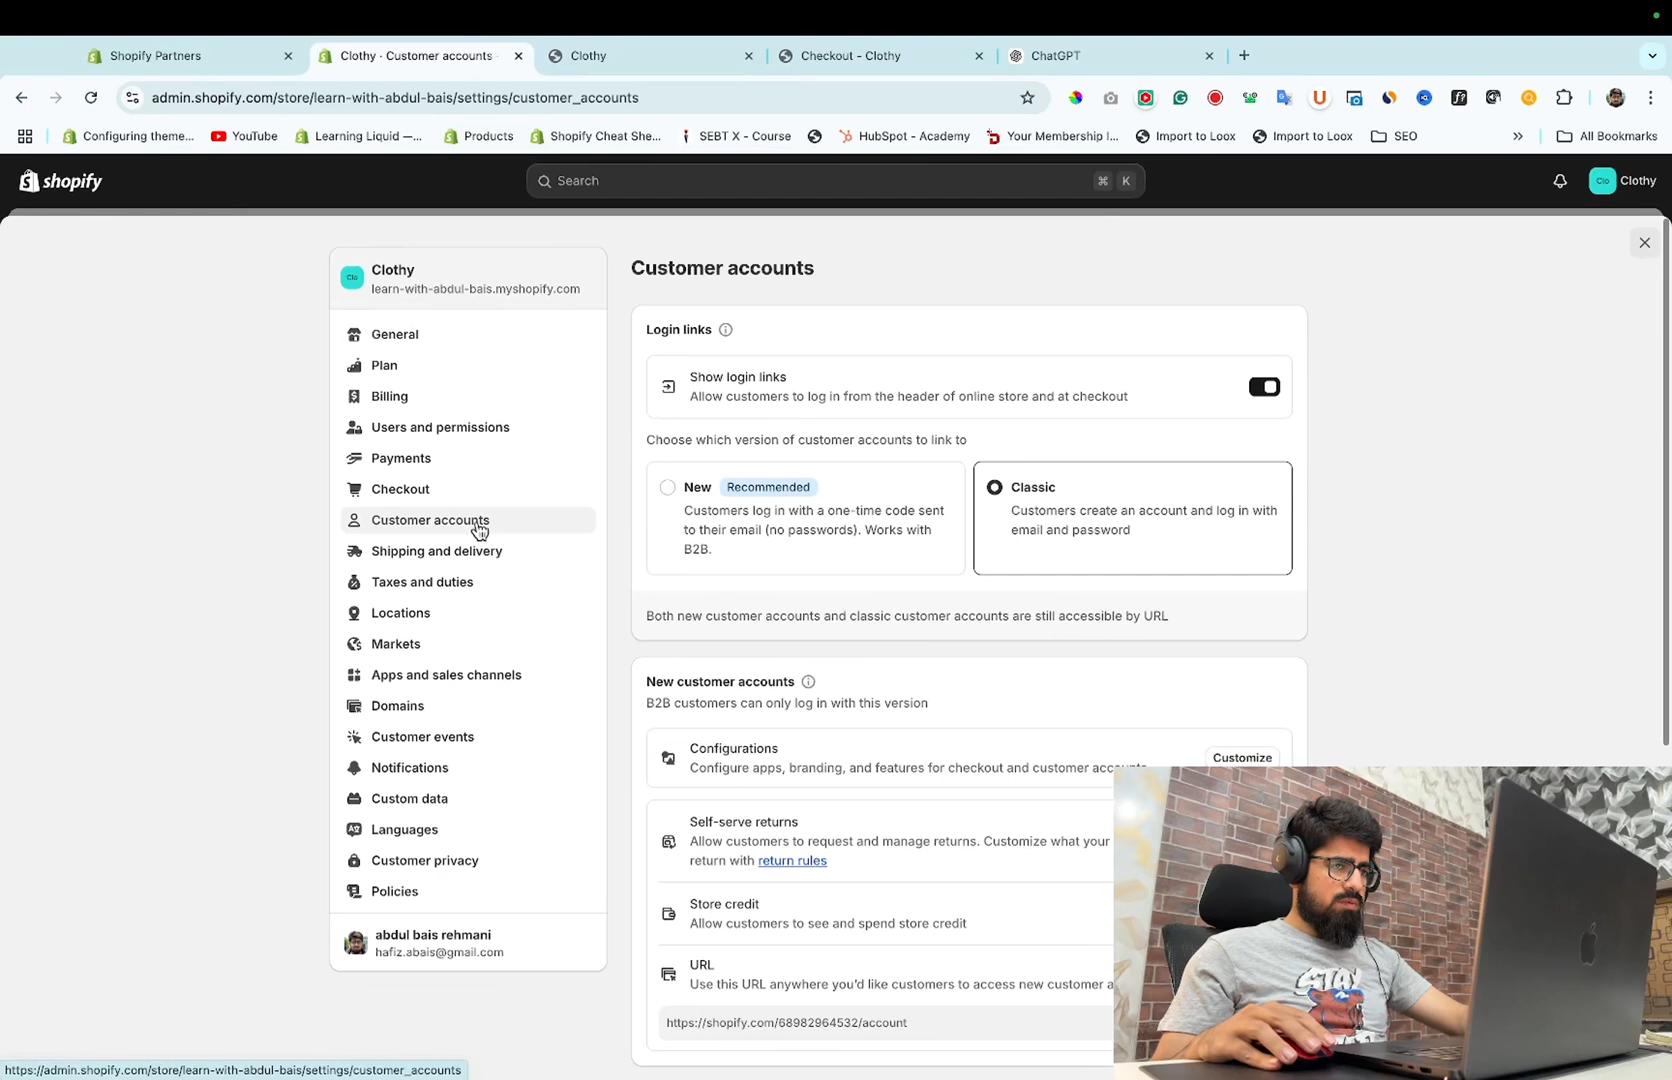 Shopify Partners
Clothy · Customer accounts ·
Clothy
Checkout - Clothy
ChatGPT
admin.shopify.com/store/learn-with-abdul-bais/settings/customer_accounts
Configuring theme...
YouTube
Learning Liquid —...
Products
Shopify Cheat She...
SEBT X - Course
HubSpot - Academy
Your Membership I...
Import to Loox
Import to Loox
SEO
»
All Bookmarks
shopify
Search
⌘ K
Clo
Clothy
Clo
Clothy
learn-with-abdul-bais.myshopify.com
General
Plan
Billing
Users and permissions
Payments
Checkout
Customer accounts
Shipping and delivery
Taxes and duties
Locations
Markets
Apps and sales channels
Domains
Customer events
Notifications
Custom data
Languages
Customer privacy
Policies
abdul bais rehmani
hafiz.abais@gmail.com
Customer accounts
Login links
Show login links
Allow customers to log in from the header of online store and at checkout
Choose which version of customer accounts to link to
New Recommended
Customers log in with a one-time code sent
to their email (no passwords). Works with
B2B.
Classic
Customers create an account and log in with
email and password
Both new customer accounts and classic customer accounts are still accessible by URL
New customer accounts
B2B customers can only log in with this version
Configurations
Configure apps, branding, and features for checkout and customer accounts
Customize
Self-serve returns
Allow customers to request and manage returns. Customize what your
return with return rules
Store credit
Allow customers to see and spend store credit
URL
Use this URL anywhere you'd like customers to access new customer a
https://shopify.com/68982964532/account
STAY
https://admin.shopify.com/store/learn-with-abdul-bais/settings/customer_accounts